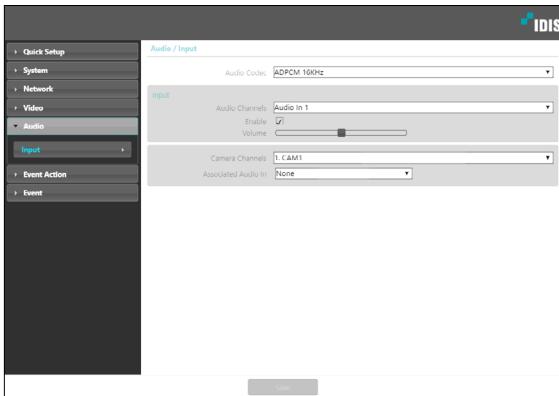 IDIS
Quick Setup
System
Network
Video
Audio
Input
Event Action
Event
Audio / Input
Audio Codec ADPCM 16KHz
Input
Audio Channels Audio In 1
Enable
Volume
Camera Channels 1. CAM1
Associated Audio In None
Save